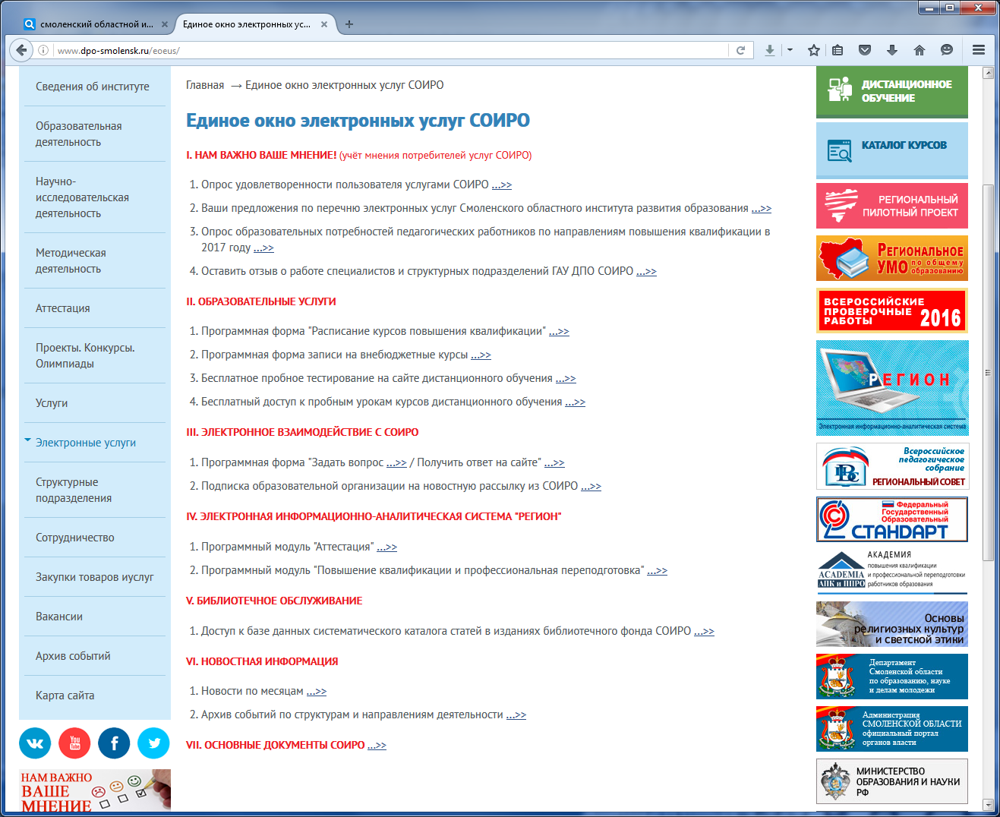 смоленский областной и...
Единое окно электронных ус...
www.dpo-smolensk.ru/eoeus/
Сведения об институте
Образовательная
деятельность
Научно-
исследовательская
деятельность
Методическая
деятельность
Аттестация
Проекты. Конкурсы.
Олимпиады
Услуги
Электронные услуги
Структурные
подразделения
Сотрудничество
Закупки товаров иуслуг
Вакансии
Архив событий
Карта сайта
You
Tube
НАМ ВАЖНО
ВАШЕ
МНЕНИЕ
Главная → Единое окно электронных услуг СОИРО
Единое окно электронных услуг СОИРО
I. НАМ ВАЖНО ВАШЕ МНЕНИЕ! (учёт мнения потребителей услуг СОИРО)
1. Опрос удовлетворенности пользователя услугами СОИРО ...>>
2. Ваши предложения по перечню электронных услуг Смоленского областного института развития образования ...>>
3. Опрос образовательных потребностей педагогических работников по направлениям повышения квалификации в
2017 году ...>>
4. Оставить отзыв о работе специалистов и структурных подразделений ГАУ ДПО СОИРО ...>>
II. ОБРАЗОВАТЕЛЬНЫЕ УСЛУГИ
1. Программная форма "Расписание курсов повышения квалификации" ...>>
2. Программная форма записи на внебюджетные курсы ...>>
3. Бесплатное пробное тестирование на сайте дистанционного обучения ...>>
4. Бесплатный доступ к пробным урокам курсов дистанционного обучения ...>>
III. ЭЛЕКТРОННОЕ ВЗАИМОДЕЙСТВИЕ С СОИРО
1. Программная форма "Задать вопрос ...>> / Получить ответ на сайте" ...>>
2. Подписка образовательной организации на новостную рассылку из СОИРО ...>>
IV. ЭЛЕКТРОННАЯ ИНФОРМАЦИОННО-АНАЛИТИЧЕСКАЯ СИСТЕМА "РЕГИОН"
1. Программный модуль "Аттестация" ...>>
2. Программный модуль "Повышение квалификации и профессиональная переподготовка" ...>>
V. БИБЛИОТЕЧНОЕ ОБСЛУЖИВАНИЕ
1. Доступ к базе данных систематического каталога статей в изданиях библиотечного фонда СОИРО ...>>
VI. НОВОСТНАЯ ИНФОРМАЦИЯ
1. Новости по месяцам ...>>
2. Архив событий по структурам и направлениям деятельности ...>>
VII. ОСНОВНЫЕ ДОКУМЕНТЫ СОИРО ...>>
ДИСТАНЦИОННОЕ
ОБУЧЕНИЕ
КАТАЛОГ КУРСОВ
РЕГИОНАЛЬНЫЙ
ПИЛОТНЫЙ ПРОЕКТ
РЕГИОНАЛЬНОЕ
УМО по общему
образованию
ВСЕРОССИЙСКИЕ
ПРОВЕРОЧНЫЕ
РАБОТЫ 2016
РЕГИОН
Электронная информационно-аналитическая система
Всероссийское
педагогическое
собрание
РЕГИОНАЛЬНЫЙ СОВЕТ
Федеральный
Государственный
Образовательный
СТАНДАРТ
АКАДЕМИЯ
повышения квалификации
и профессиональной переподготовки
работников образования
ACADEMIA
АПК и ППРО
Основы
религиозных культур
и светской этики
Департамент
Смоленской области
по образованию, науке
и делам молодежи
Администрация
СМОЛЕНСКОЙ ОБЛАСТИ
официальный портал
органов власти
МИНИСТЕРСТВО
ОБРАЗОВАНИЯ И НАУКИ
РФ